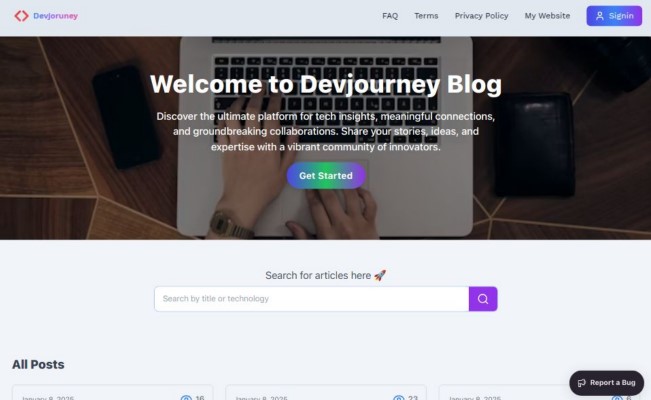 Devjoruney
FAQ
Terms
Privacy Policy
My Website
Signin
Welcome to Devjourney Blog
Discover the ultimate platform for tech insights, meaningful connections,
and groundbreaking collaborations. Share your stories, ideas, and
expertise with a vibrant community of innovators.
Get Started
Search for articles here 🚀
Search by title or technology
All Posts
January 8, 2025
16
January 8, 2025
23
January 8, 2025
6
Report a Bug